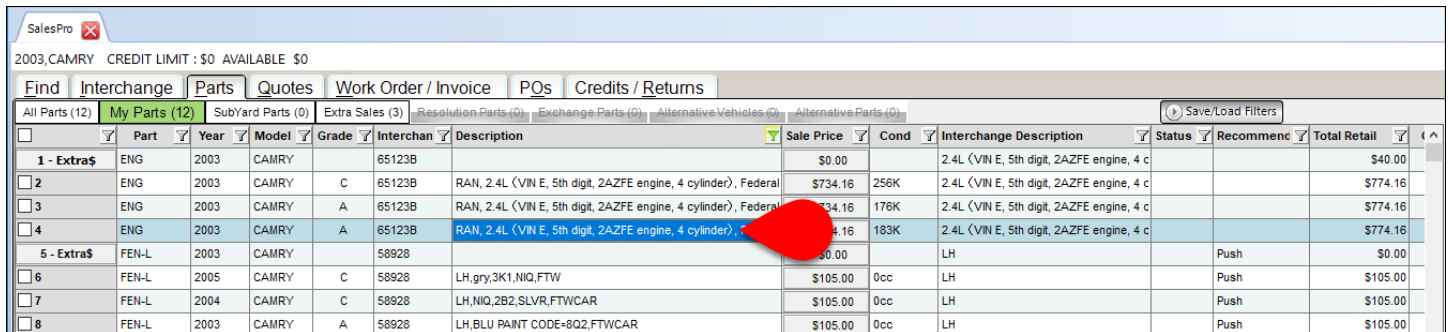 SalesPro
2003,CAMRY CREDIT LIMIT : $0 AVAILABLE $0
Find Interchange Parts Quotes Work Order / Invoice POs Credits / Returns
All Parts (12) My Parts (12) SubYard Parts (0) Extra Sales (3) Resolution Parts (0) Exchange Parts (0) Alternative Vehicles (0) Alternative Parts (0) Save/Load Filters
Part Year Model Grade Interchan Description Sale Price Cond Interchange Description Status Recommenc Total Retail
1 - Extra$ ENG 2003 CAMRY 65123B $0.00 2.4L (VIN E, 5th digit, 2AZFE engine, 4 c $40.00
2 ENG 2003 CAMRY C 65123B RAN, 2.4L (VIN E, 5th digit, 2AZFE engine, 4 cylinder), Federal $734.16 256K 2.4L (VIN E, 5th digit, 2AZFE engine, 4 c $774.16
3 ENG 2003 CAMRY A 65123B RAN, 2.4L (VIN E, 5th digit, 2AZFE engine, 4 cylinder), Federal 734.16 176K 2.4L (VIN E, 5th digit, 2AZFE engine, 4 c $774.16
4 ENG 2003 CAMRY A 65123B RAN, 2.4L (VIN E, 5th digit, 2AZFE engine, 4 cylinder), 4.16 183K 2.4L (VIN E, 5th digit, 2AZFE engine, 4 c $774.16
5 - Extra$ FEN-L 2003 CAMRY 58928 $0.00 LH Push $0.00
6 FEN-L 2005 CAMRY C 58928 LH,gry,3K1,NIQ,FTW $105.00 0cc LH Push $105.00
7 FEN-L 2004 CAMRY C 58928 LH,NIQ,2B2,SLVR,FTWCAR $105.00 0cc LH Push $105.00
8 FEN-L 2003 CAMRY A 58928 LH,BLU PAINT CODE=8Q2,FTWCAR $105.00 0cc LH Push $105.00